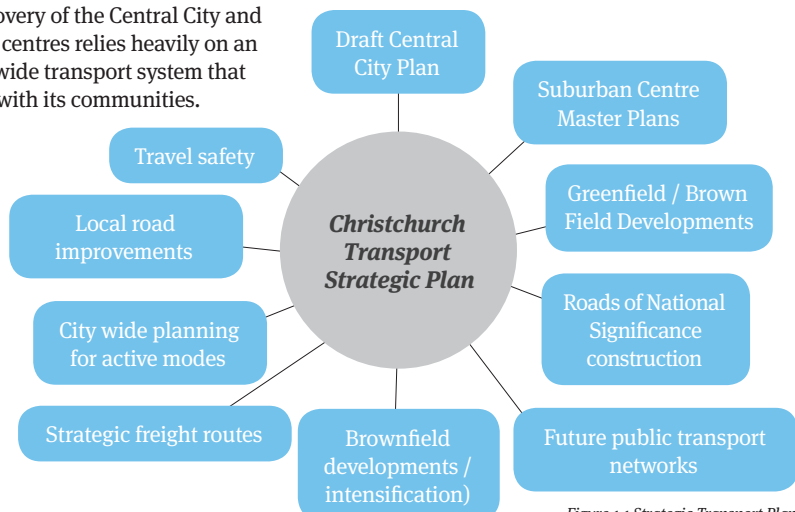 overy of the Central City and
centres relies heavily on an
wide transport system that
with its communities.
Draft Central
City Plan
Suburban Centre
Master Plans
Travel safety
Greenfield / Brown
Field Developments
Local road
improvements
Christchurch
Transport
Strategic Plan
Roads of National
Significance
construction
City wide planning
for active modes
Strategic freight routes
Brownfield
developments /
intensification)
Future public transport
networks
Strategic Transport Plan